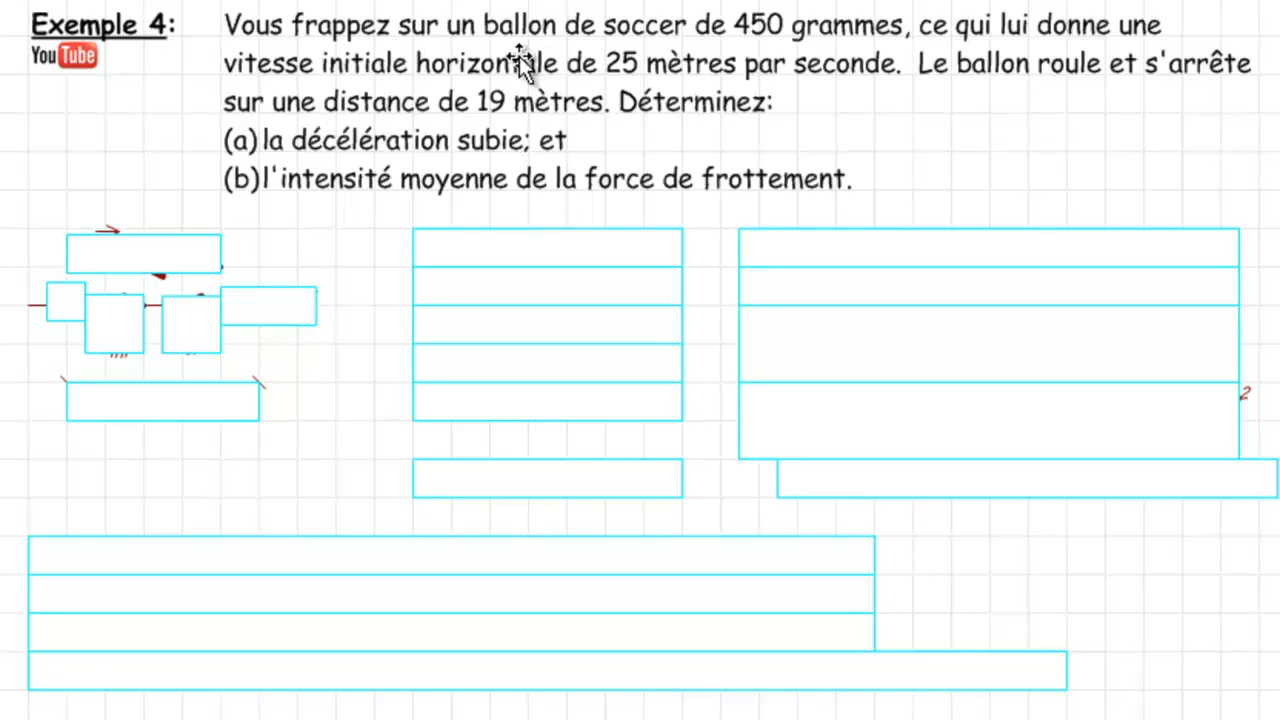 Exemple 4: Vous frappez sur un ballon de soccer de 450 grammes, ce qui lui donne une
YouTube vitesse initiale horizontale de 25 mètres par seconde. Le ballon roule et s'arrête
sur une distance de 19 mètres. Déterminez:
(a) la décélération subie; et
(b) l'intensité moyenne de la force de frottement.
2